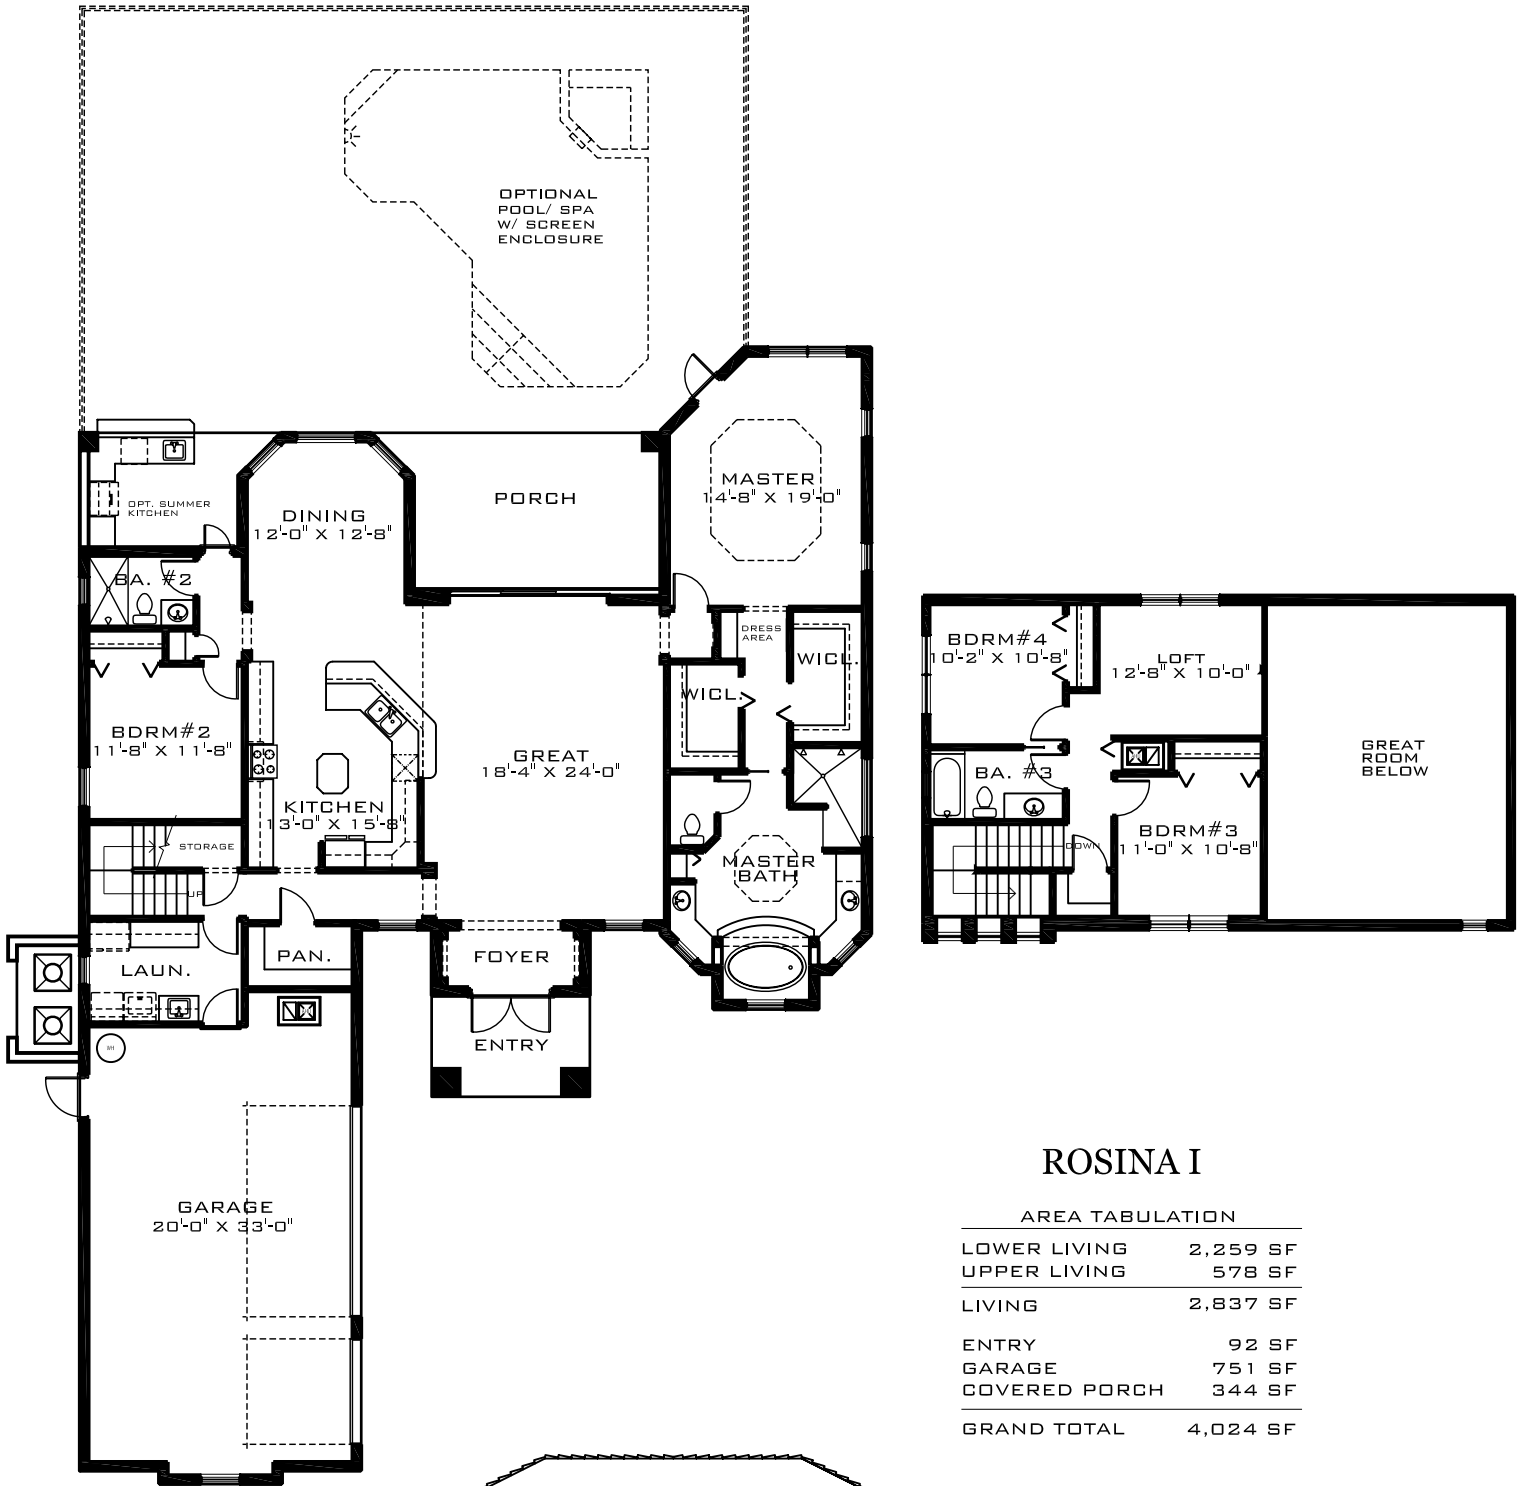 OPTIONAL
POOL/ SPA
W/ SCREEN
ENCLOSURE
OPT. SUMMER
KITCHEN
DINING
12'-0" X 12'-8"
PORCH
MASTER
14'-8" X 19'-0"
BA. #2
DRESS
AREA
WICL.
WICL.
BDRM#2
11'-8" X 11'-8"
GREAT
18'-4" X 24'-0"
KITCHEN
13'-0" X 15'-8"
STORAGE
UP
MASTER
BATH
LAUN.
PAN.
FOYER
ENTRY
WH
GARAGE
20'-0" X 33'-0"
BDRM#4
10'-2" X 10'-8"
LOFT
12'-8" X 10'-0"
BA. #3
GREAT
ROOM
BELOW
DOWN
BDRM#3
11'-0" X 10'-8"
ROSINA I
AREA TABULATION
LOWER LIVING 2,259 SF
UPPER LIVING 578 SF
LIVING 2,837 SF
ENTRY 92 SF
GARAGE 751 SF
COVERED PORCH 344 SF
GRAND TOTAL 4,024 SF